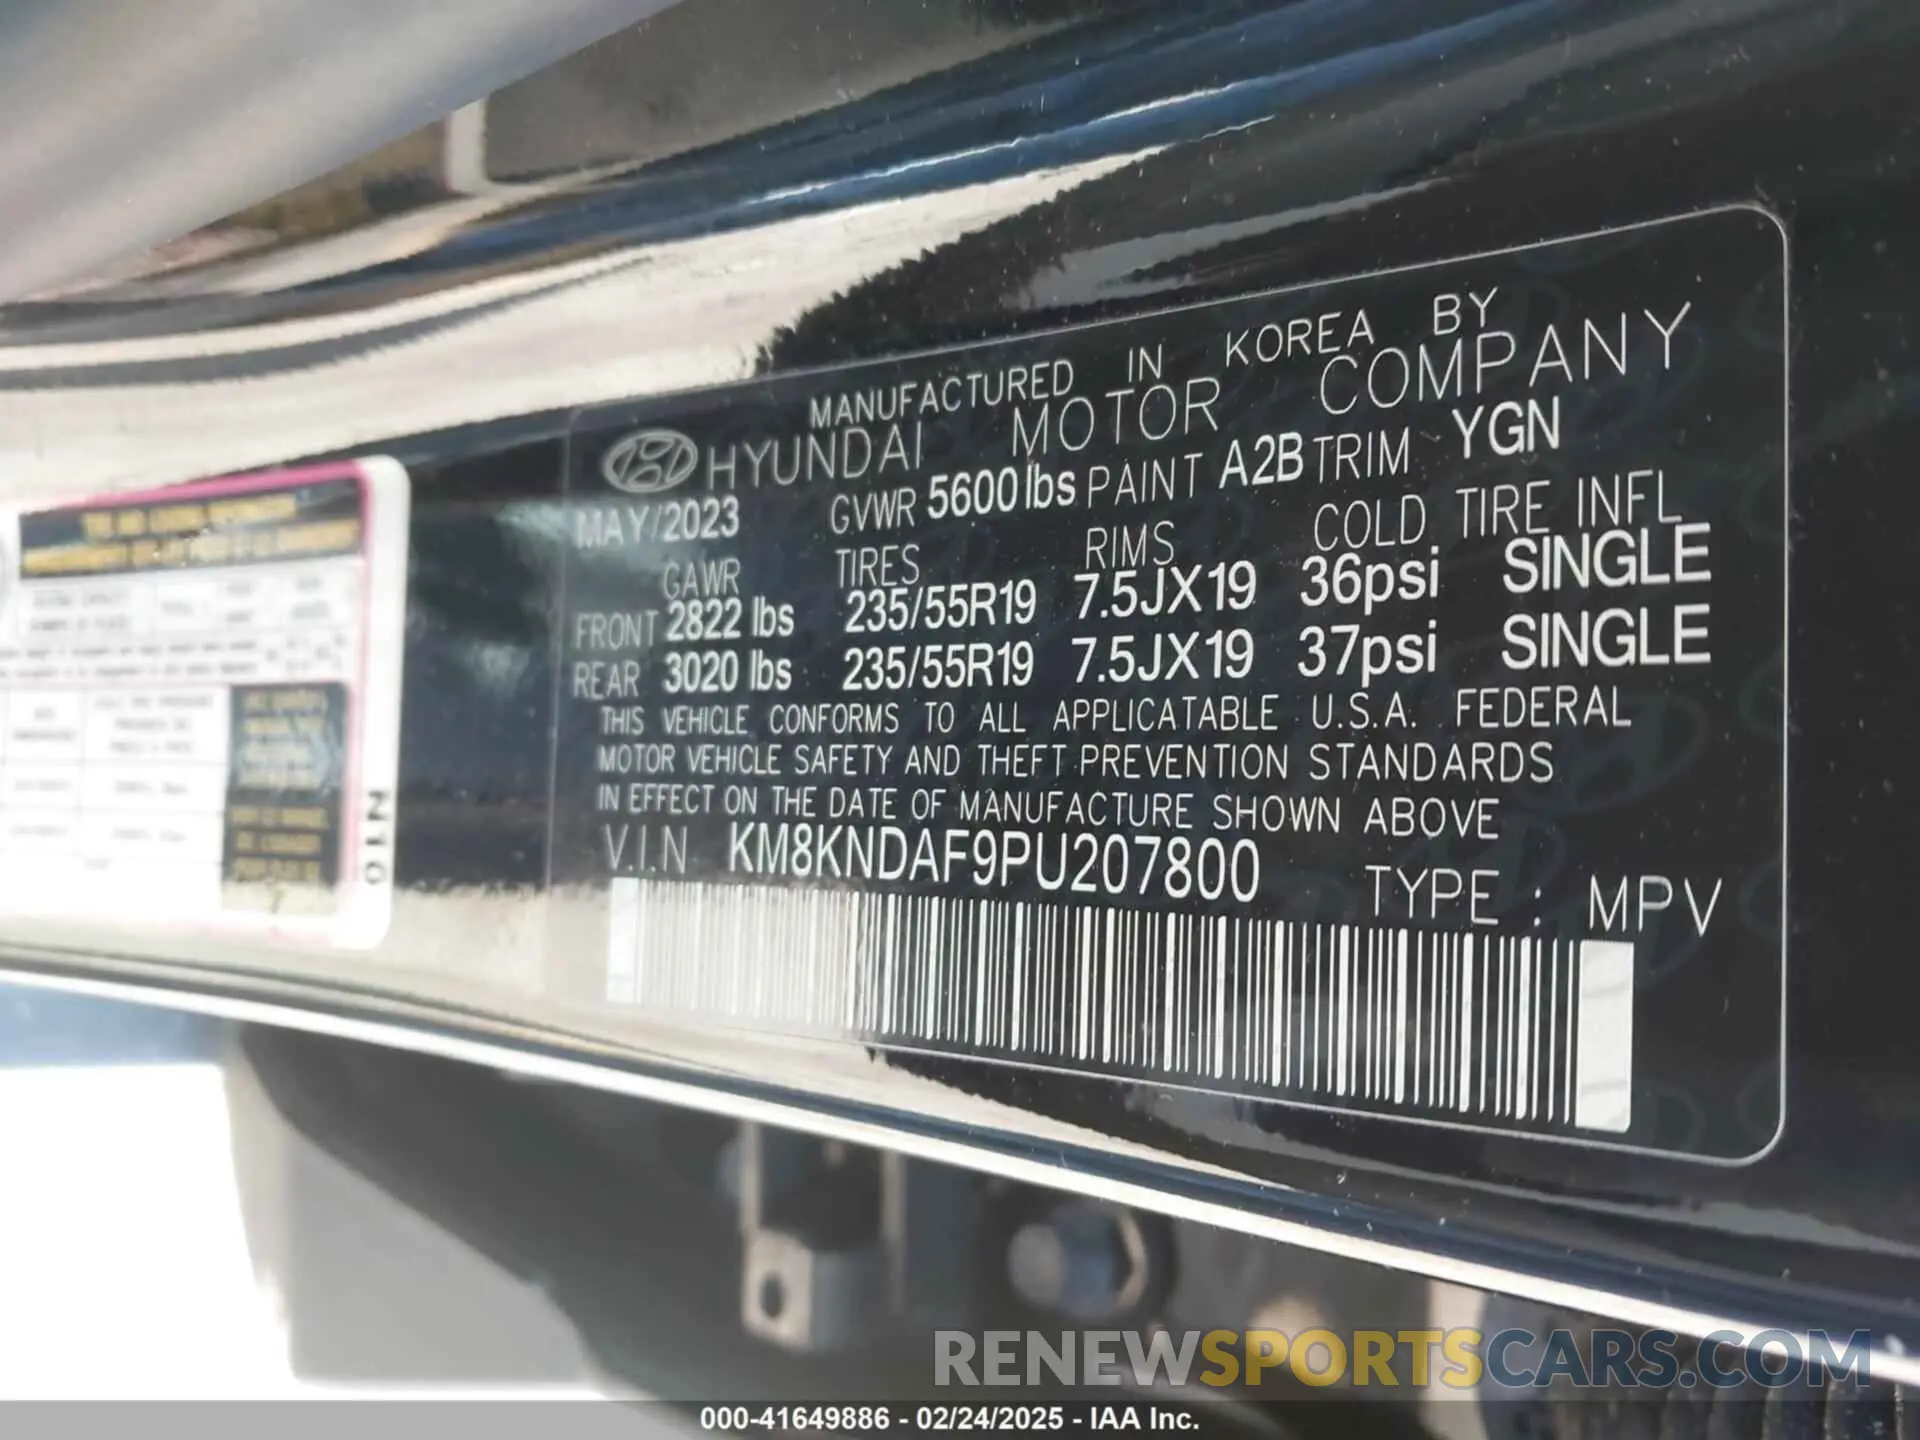 MANUFACTURED IN KOREA BY
HYUNDAI MOTOR COMPANY
MAY/2023 GVWR 5600lbs PAINT A2B TRIM YGN
GAWR TIRES RIMS COLD TIRE INFL
FRONT 2822 lbs 235/55R19 7.5JX19 36psi SINGLE
REAR 3020 lbs 235/55R19 7.5JX19 37psi SINGLE
THIS VEHICLE CONFORMS TO ALL APPLICATABLE U.S.A. FEDERAL
MOTOR VEHICLE SAFETY AND THEFT PREVENTION STANDARDS
IN EFFECT ON THE DATE OF MANUFACTURE SHOWN ABOVE
V.I.N KM8KNDAF9PU207800
TYPE : MPV
N10
RENEWSPORTSCARS.COM
000-41649886 - 02/24/2025 - IAA Inc.